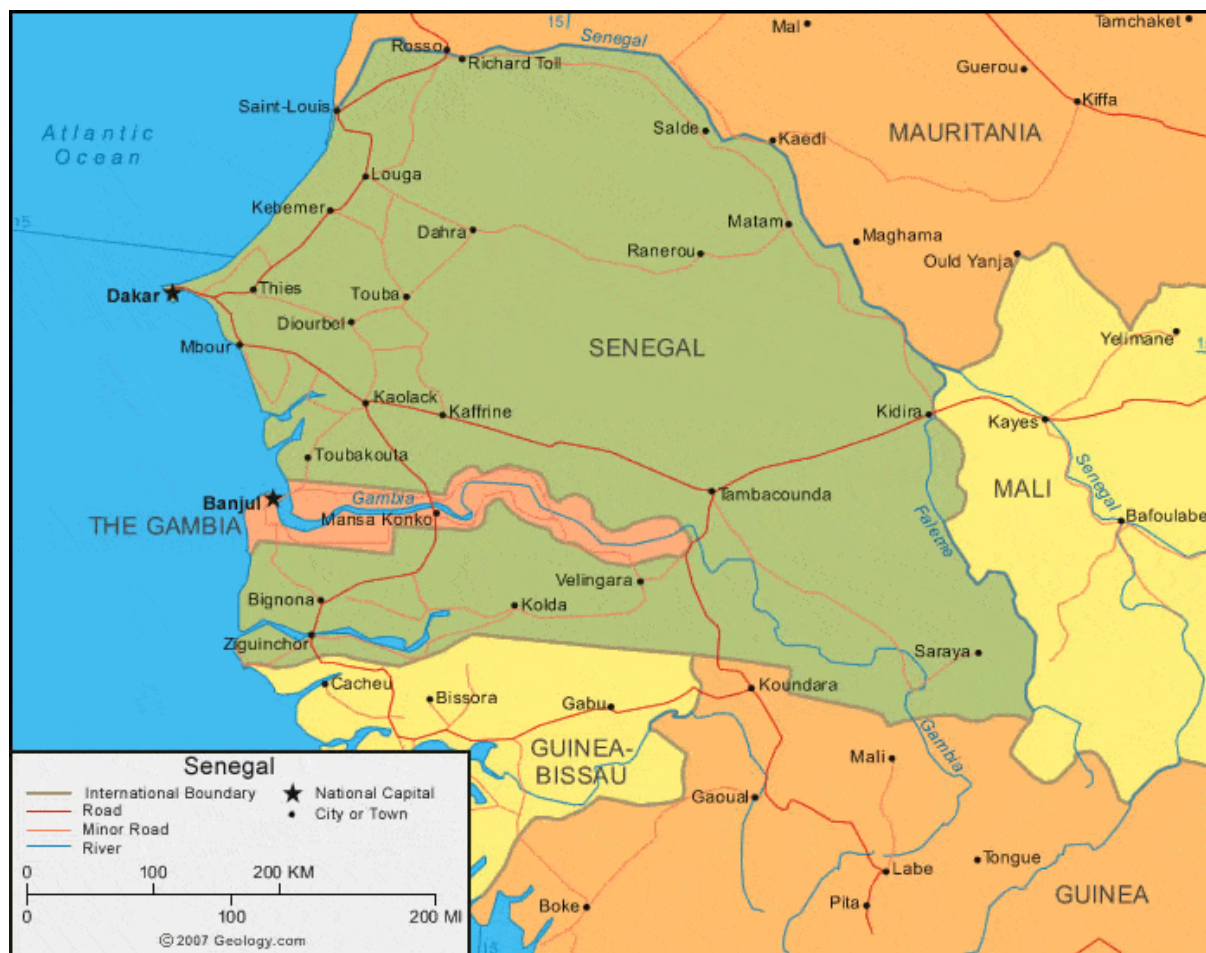 15
Mal
Tamchaket
Rosso
Senegal
Richard Toll
Guerou
Kiffa
Saint-Louis
Atlantic
Ocean
Salde
Kaedi
MAURITANIA
Louga
Kebemer
15
Dahra
Matam
Ranerou
Maghama
Ould Yanja
Dakar
Thies
Touba
Diourbel
Mbour
SENEGAL
Yelimane
Kaolack
Kaffrine
Kidira
Kayes
Toubakouta
Senegal
MALI
Banjul
Gambia
Tambacounda
THE GAMBIA
Mansa Konko
Faleme
Bafoulabe
Velingara
Bignona
Kolda
Ziguinchor
Saraya
Cacheu
Bissora
Gabu
Koundara
GUINEA-
BISSAU
Mali
Gambia
Gaoual
Labe
Tongue
Boke
Pita
GUINEA
15
Senegal
International Boundary
Road
Minor Road
River
National Capital
City or Town
0 100 200 KM
0 100 200 MI
© 2007 Geology.com